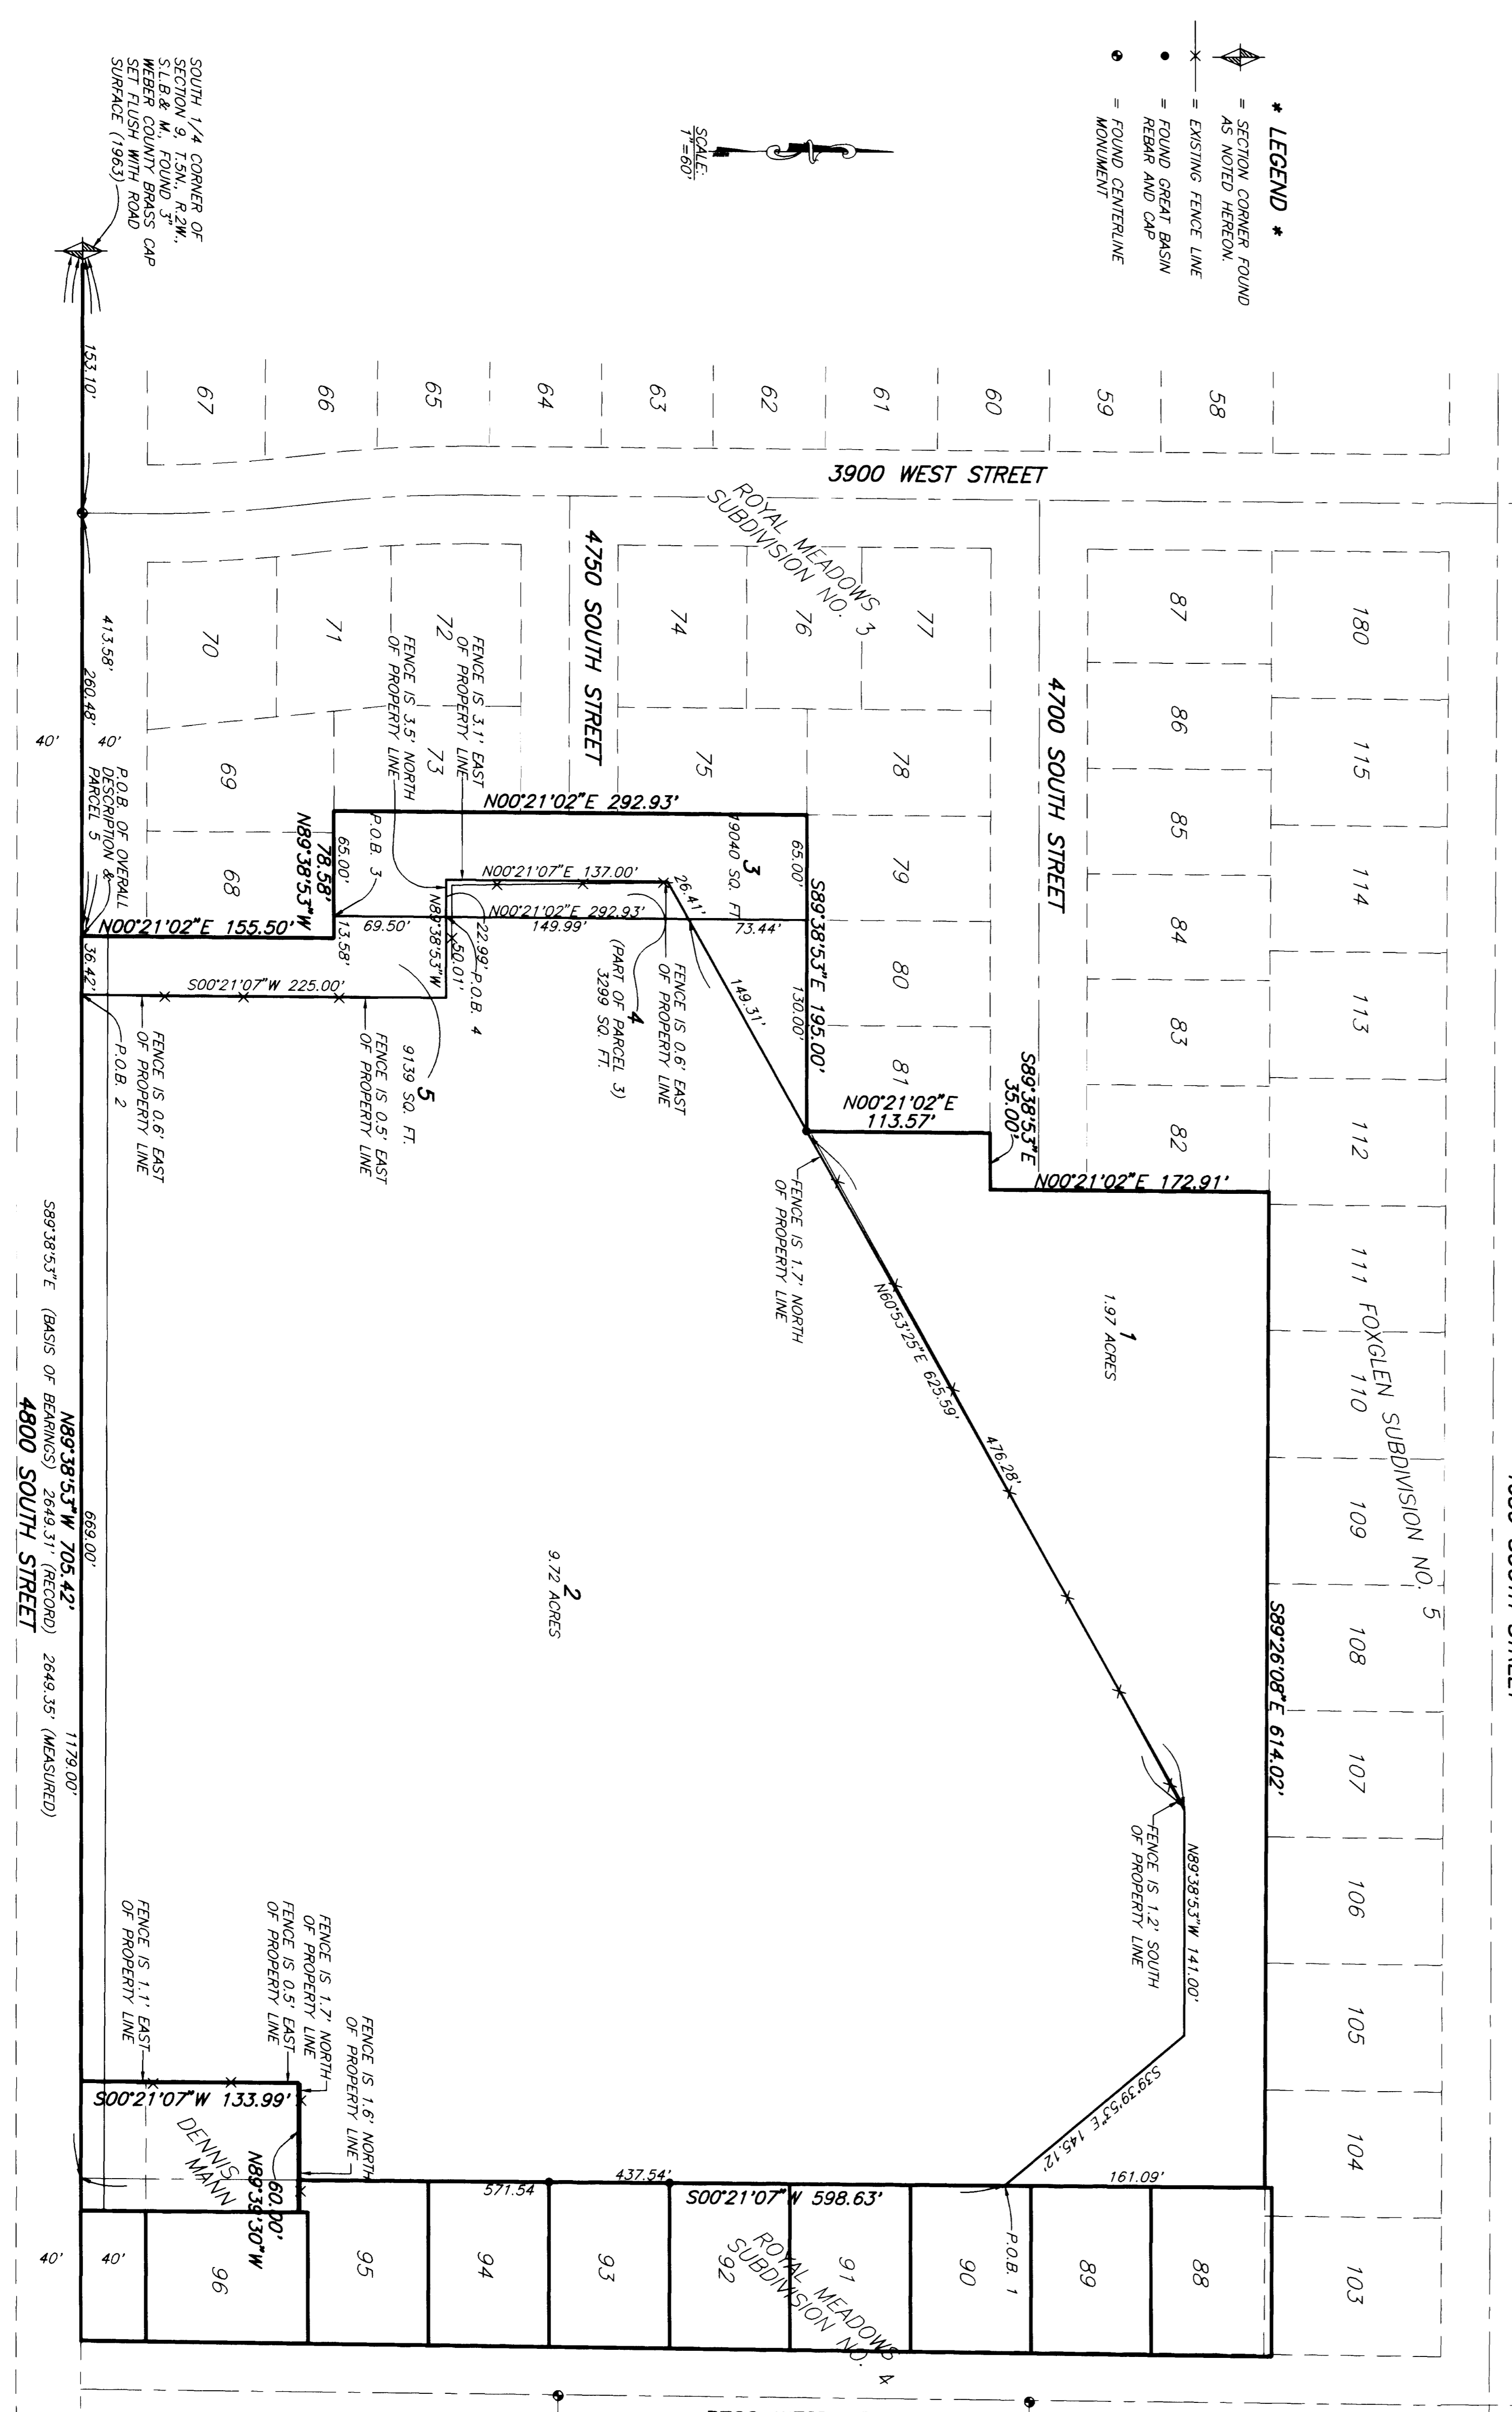 * LEGEND *
= SECTION CORNER FOUND
AS NOTED HEREON.
= EXISTING FENCE LINE
= FOUND GREAT BASIN
REBAR AND CAP
= FOUND CENTERLINE
MONUMENT
SCALE:
1"=60'
SOUTH 1/4 CORNER OF
SECTION 9, T.5N., R.2W.,
S.L.B.& M., FOUND 3"
WEBER COUNTY BRASS CAP
SET FLUSH WITH ROAD
SURFACE (1963)
58
59
60
61
62
63
64
65
66
67
3900 WEST STREET
ROYAL MEADOWS
SUBDIVISION NO. 3
4700 SOUTH STREET
4750 SOUTH STREET
180
115
114
113
112
111
110
109
108
107
106
105
104
103
FOXGLEN SUBDIVISION NO. 5
87
86
85
84
83
82
77
78
79
80
81
76
74
75
72
73
71
70
69
68
FENCE IS 3.1' EAST
OF PROPERTY LINE
FENCE IS 3.5' NORTH
OF PROPERTY LINE
N00°21'02"E 292.93'
65.00'
S89°38'53"E 195.00'
130.00'
3
19040 SQ. FT
N00°21'07"E 137.00'
26.41'
N00°21'02"E 292.93'
69.50'
149.99'
73.44'
149.31'
P.O.B. 3
65.00'
78.58'
N89°38'53"W
13.58'
N89°38'53"W
22.99'
50.01'
P.O.B. 4
FENCE IS 0.6' EAST
OF PROPERTY LINE
4
(PART OF PARCEL 3)
3299 SQ. FT.
5
9139 SQ. FT.
FENCE IS 0.5' EAST
OF PROPERTY LINE
S00°21'07"W 225.00'
N00°21'02"E 155.50'
FENCE IS 0.6' EAST
OF PROPERTY LINE
P.O.B. 2
36.42'
P.O.B. OF OVERALL
DESCRIPTION &
PARCEL 5
153.10'
413.58'
260.48'
40'
40'
N00°21'02"E
113.57'
S89°38'53"E
35.00'
N00°21'02"E 172.91'
FENCE IS 1.7' NORTH
OF PROPERTY LINE
1
1.97 ACRES
N60°53'25"E 625.59'
476.28'
S89°26'08"E 614.02'
FENCE IS 1.2' SOUTH
OF PROPERTY LINE
N89°38'53"W 141.00'
S39°39'53"E 145.12'
161.09'
2
9.72 ACRES
669.00'
N89°38'53"W 705.42'
S89°38'53"E (BASIS OF BEARINGS) 2649.31' (RECORD) 2649.35' (MEASURED)
4800 SOUTH STREET
1179.00'
FENCE IS 1.6' NORTH
OF PROPERTY LINE
FENCE IS 1.7' NORTH
OF PROPERTY LINE
FENCE IS 0.5' EAST
OF PROPERTY LINE
FENCE IS 1.1' EAST
OF PROPERTY LINE
S00°21'07"W 133.99'
DENNIS
MANN
60.00'
N89°39'30"W
571.54
437.54'
S00°21'07"W 598.63'
P.O.B. 1
88
89
90
91
92
93
94
95
96
ROYAL MEADOWS
SUBDIVISION NO. 4
40'
40'